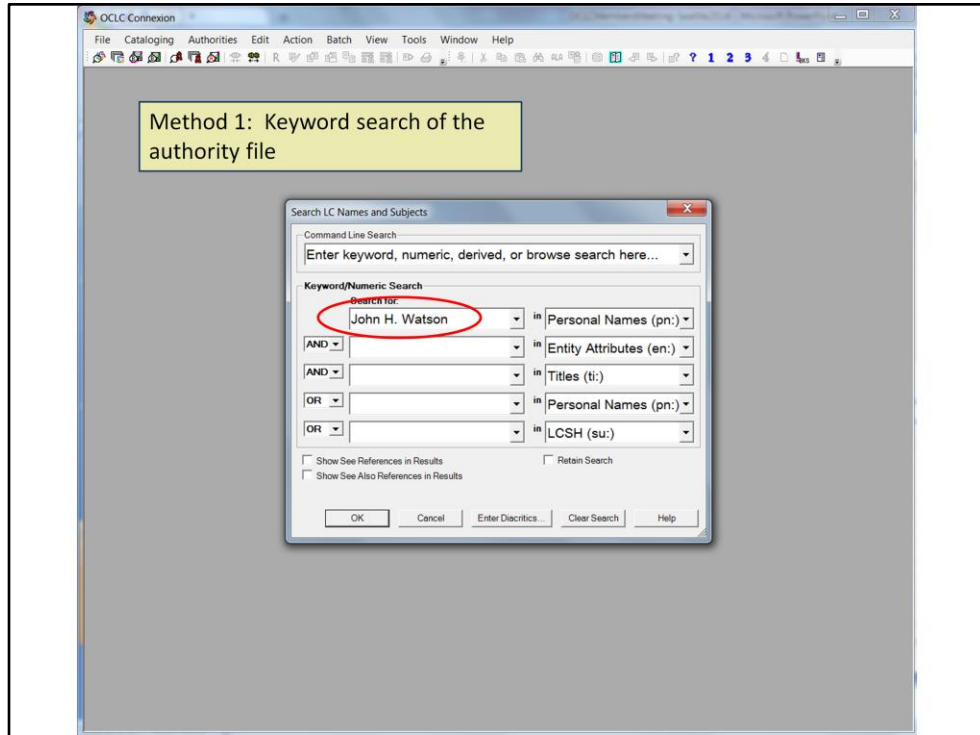 OCLC Connexion
File Cataloging Authorities Edit Action Batch View Tools Window Help
R ? 1 2 3 4
Method 1: Keyword search of the
authority file
Search LC Names and Subjects
Command Line Search
Enter keyword, numeric, derived, or browse search here...
Keyword/Numeric Search
Search for:
John H. Watson in Personal Names (pn:)
AND in Entity Attributes (en:)
AND in Titles (ti:)
OR in Personal Names (pn:)
OR in LCSH (su:)
Show See References in Results Retain Search
Show See Also References in Results
OK Cancel Enter Diacritics... Clear Search Help